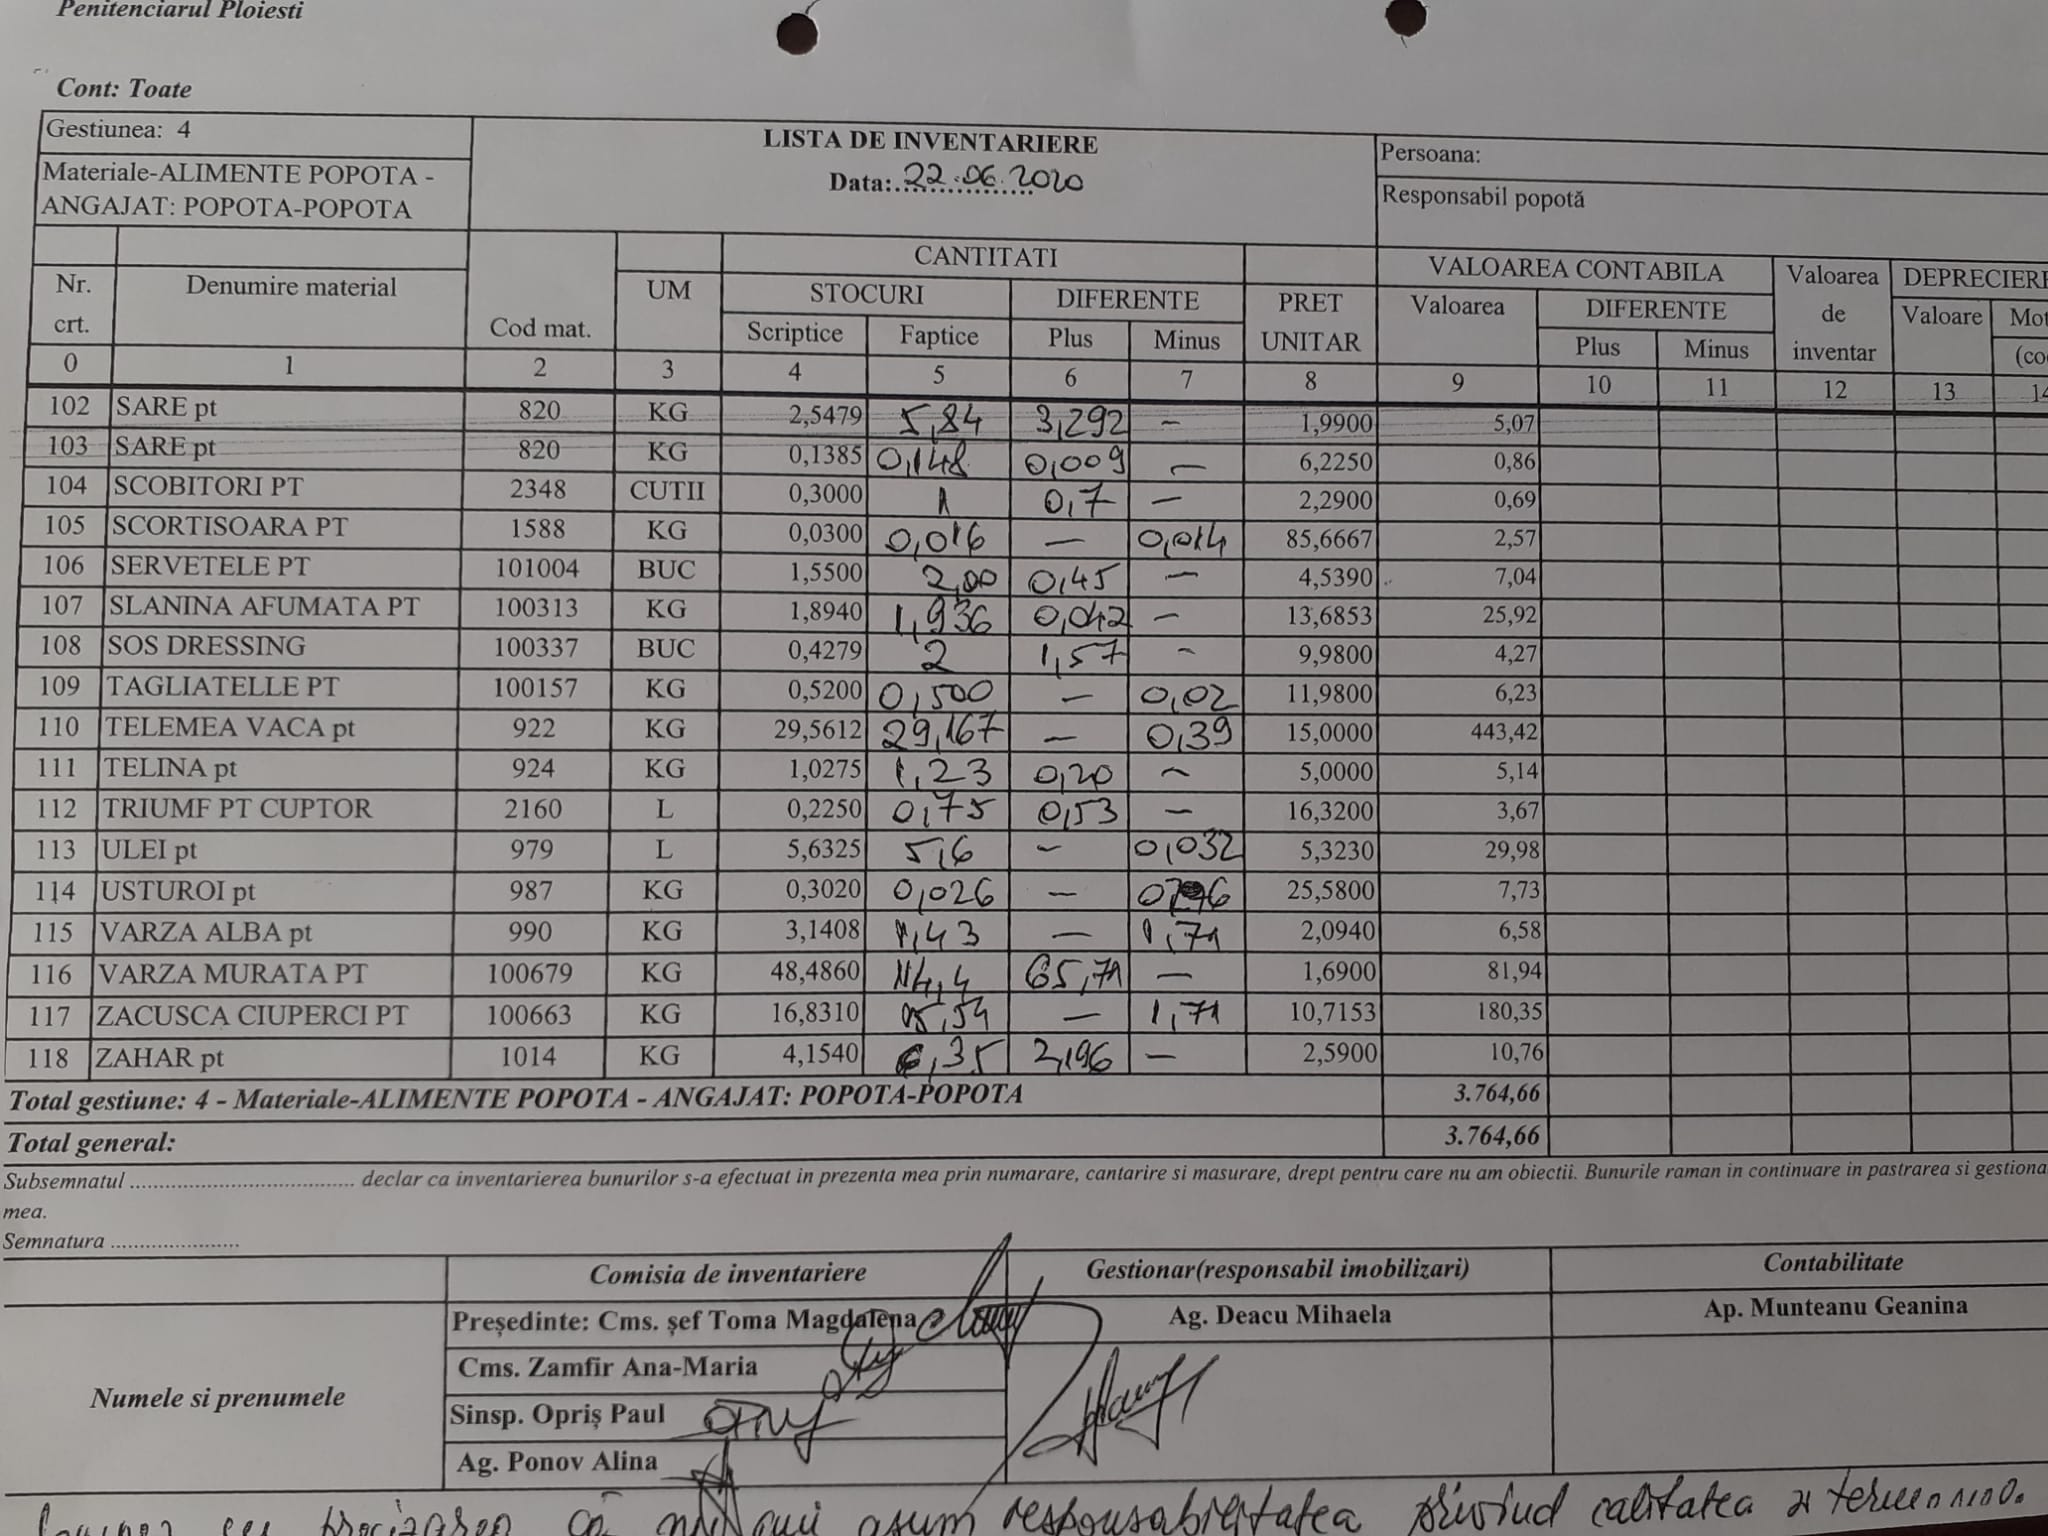 Penitenciarul Ploiesti
Cont: Toate
Gestiunea: 4
Materiale-ALIMENTE POPOTA -
ANGAJAT: POPOTA-POPOTA
LISTA DE INVENTARIERE
Data:..22.06.2020
Persoana:
Responsabil popotă
Nr. crt. Denumire material Cod mat. UM CANTITATI PRET UNITAR VALOAREA CONTABILA Valoarea de inventar DEPRECIERE
STOCURI DIFERENTE Valoarea DIFERENTE Valoare Mot
Scriptice Faptice Plus Minus Plus Minus (co
0 1 2 3 4 5 6 7 8 9 10 11 12 13 14
102 SARE pt 820 KG 2,5479 5,84 3,292 – 1,9900 5,07
103 SARE pt 820 KG 0,1385 0,148 0,009 – 6,2250 0,86
104 SCOBITORI PT 2348 CUTII 0,3000 1 0,7 – 2,2900 0,69
105 SCORTISOARA PT 1588 KG 0,0300 0,016 – 0,014 85,6667 2,57
106 SERVETELE PT 101004 BUC 1,5500 2,00 0,45 – 4,5390 7,04
107 SLANINA AFUMATA PT 100313 KG 1,8940 1,936 0,042 – 13,6853 25,92
108 SOS DRESSING 100337 BUC 0,4279 2 1,57 – 9,9800 4,27
109 TAGLIATELLE PT 100157 KG 0,5200 0,500 – 0,02 11,9800 6,23
110 TELEMEA VACA pt 922 KG 29,5612 29,167 – 0,39 15,0000 443,42
111 TELINA pt 924 KG 1,0275 1,23 0,20 – 5,0000 5,14
112 TRIUMF PT CUPTOR 2160 L 0,2250 0,75 0,53 – 16,3200 3,67
113 ULEI pt 979 L 5,6325 5,6 – 0,032 5,3230 29,98
114 USTUROI pt 987 KG 0,3020 0,026 – 25,5800 7,73
115 VARZA ALBA pt 990 KG 3,1408 1,43 – 1,71 2,0940 6,58
116 VARZA MURATA PT 100679 KG 48,4860 114,4 65,71 – 1,6900 81,94
117 ZACUSCA CIUPERCI PT 100663 KG 16,8310 15,54 – 1,71 10,7153 180,35
118 ZAHAR pt 1014 KG 4,1540 6,35 2,196 – 2,5900 10,76
Total gestiune: 4 - Materiale-ALIMENTE POPOTA - ANGAJAT: POPOTA-POPOTA 3.764,66
Total general: 3.764,66
Subsemnatul .................................. declar ca inventarierea bunurilor s-a efectuat in prezenta mea prin numarare, cantarire si masurare, drept pentru care nu am obiectii. Bunurile raman in continuare in pastrarea si gestiona
mea.
Semnatura ......................
Comisia de inventariere Gestionar(responsabil imobilizari) Contabilitate
Numele si prenumele
Președinte: Cms. șef Toma Magdalena Ag. Deacu Mihaela Ap. Munteanu Geanina
Cms. Zamfir Ana-Maria
Sinsp. Opriș Paul
Ag. Ponov Alina
că asum responsabilitatea privind calitatea